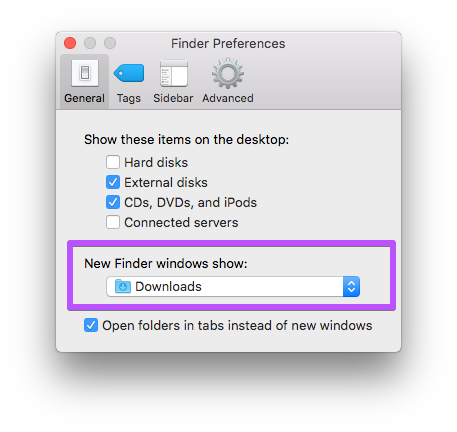 Finder Preferences
General Tags Sidebar Advanced
Show these items on the desktop:
Hard disks
External disks
CDs, DVDs, and iPods
Connected servers
New Finder windows show:
Downloads
Open folders in tabs instead of new windows